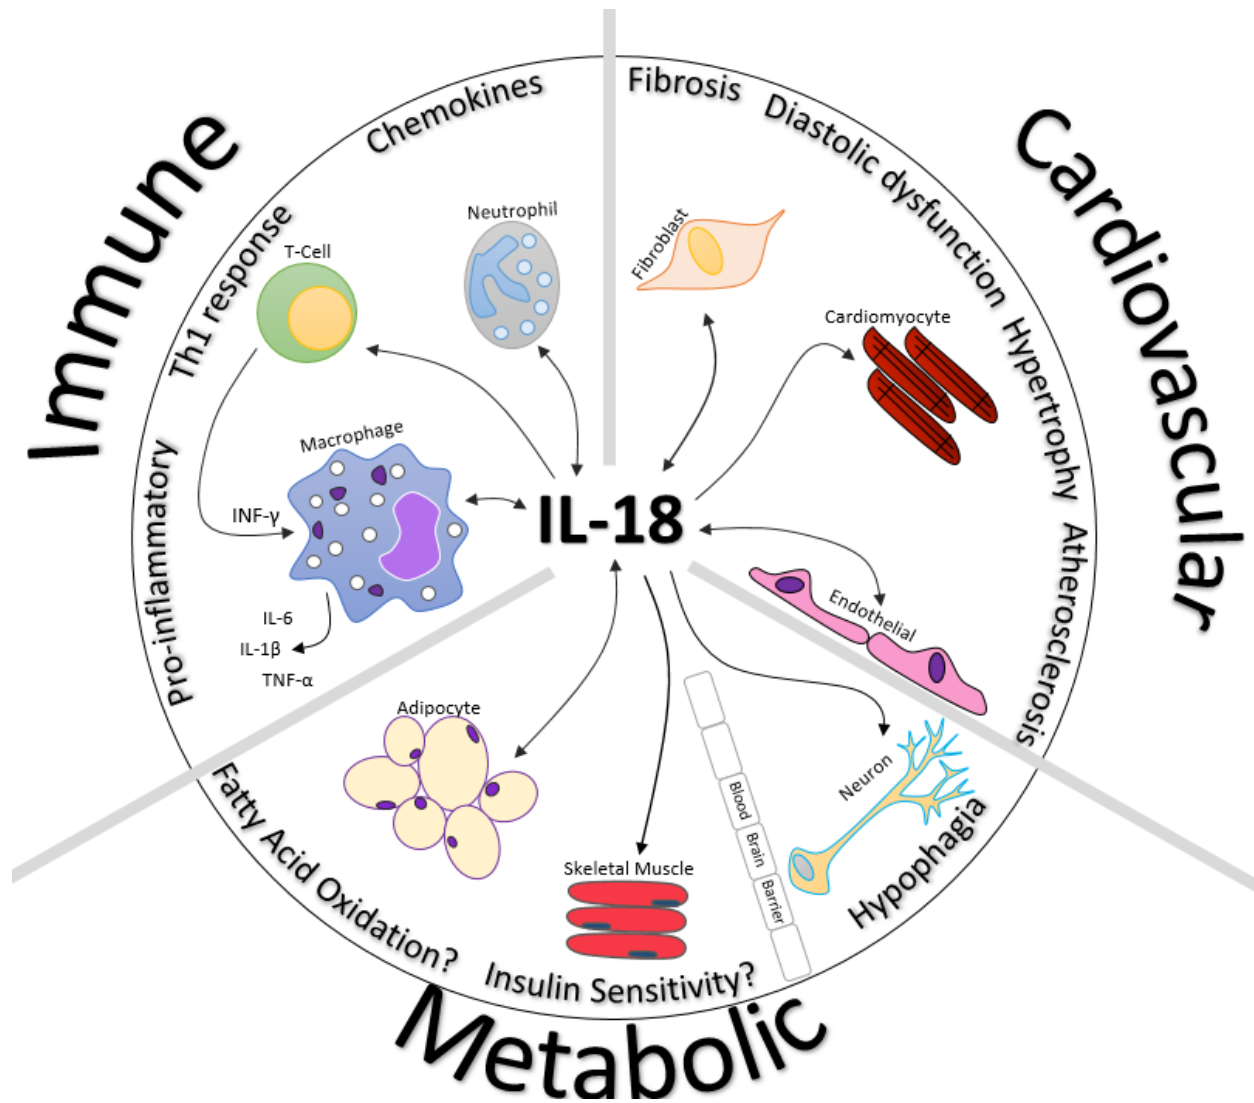 Immune
Cardiovascular
Metabolic
Chemokines
Th1 response
Pro-inflammatory
Fibrosis
Diastolic dysfunction
Hypertrophy
Atherosclerosis
Fatty Acid Oxidation?
Insulin Sensitivity?
Hypophagia
T-Cell
Neutrophil
Fibroblast
Cardiomyocyte
Macrophage
INF-γ
IL-18
IL-6
IL-1β
TNF-α
Endothelial
Adipocyte
Skeletal Muscle
Blood
Brain
Barrier
Neuron